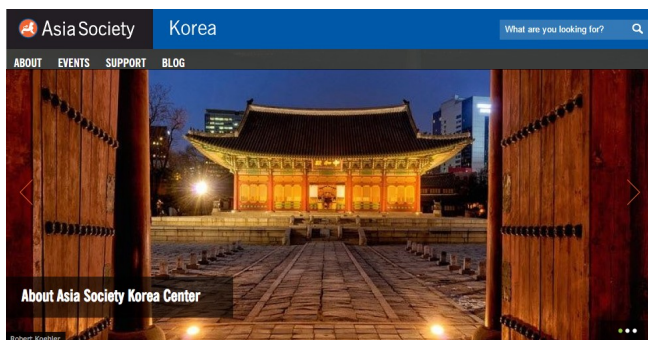 Asia Society
Korea
What are you looking for?
ABOUT EVENTS SUPPORT BLOG
About Asia Society Korea Center
Robert Koehler